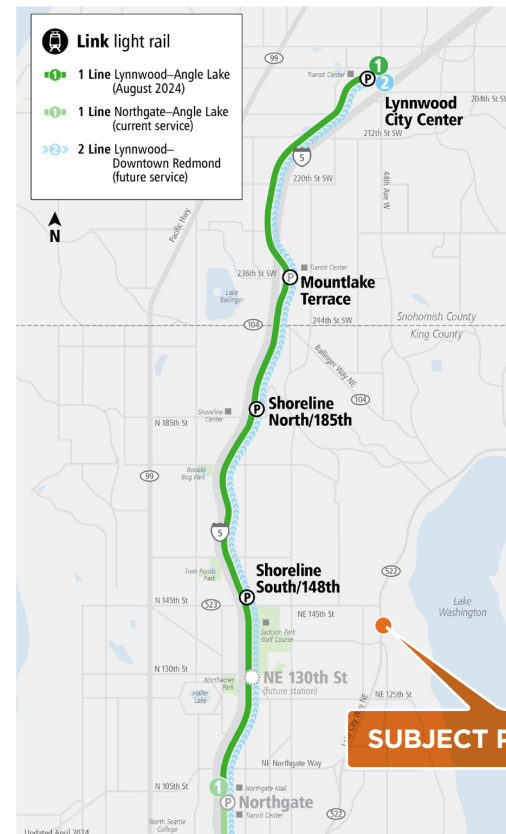 Link light rail
1 Line Lynnwood–Angle Lake
(August 2024)
1 Line Northgate–Angle Lake
(current service)
2 Line Lynnwood–
Downtown Redmond
(future service)
N
99
Transit Center
1
2
Lynnwood
City Center
204th St SW
212th St SW
5
220th St SW
44th Ave W
Pacific Hwy
236th St SW
Transit Center
P
Mountlake
Terrace
Lake
Ballinger
104
244th St SW
Snohomish County
King County
Ballinger Way NE
104
Shoreline
Center
P
Shoreline
North/185th
N 185th St
99
Ronald
Bog Park
5
Twin Ponds
Park
Shoreline
South/148th
P
522
N 145th St
523
NE 145th St
Lake
Washington
Jackson Park
Golf Course
N 130th St
Northacres
Park
NE 130th St
(future station)
Haller
Lake
NE 125th St
SUBJECT P
NE Northgate Way
N 105th St
1
Northgate Mall
P
Northgate
Transit Center
522
North Seattle
College
Updated April 2024